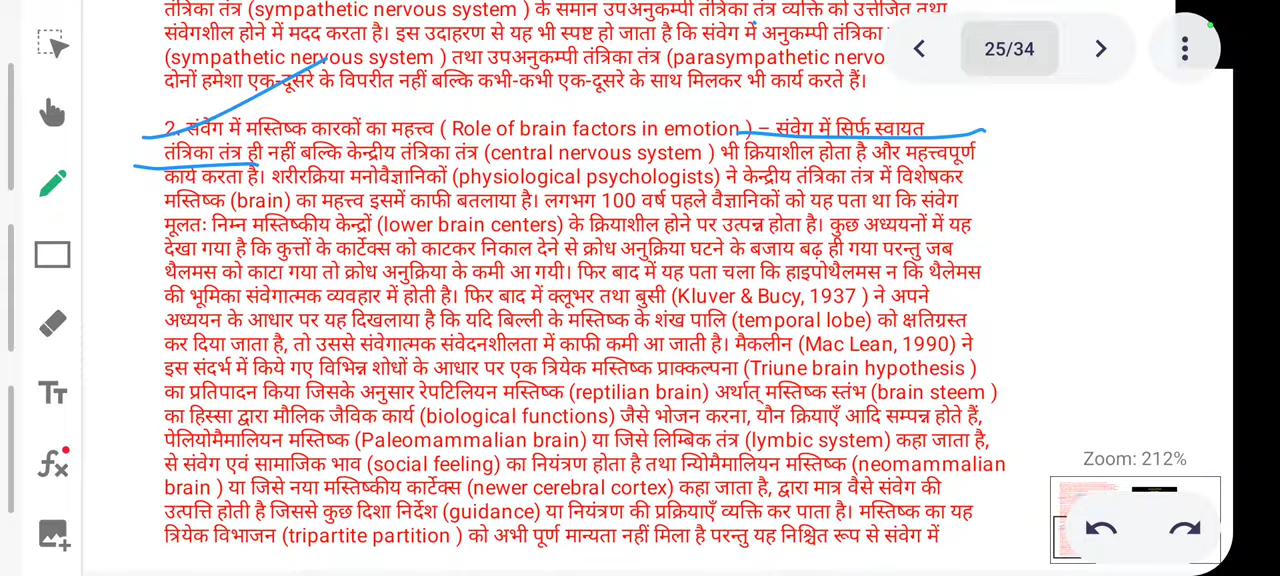 तंत्रिका तंत्र (sympathetic nervous system ) के समान उपअनुकम्पी तंत्रिका तंत्र व्यक्ति को उत्तेजित तथा
संवेगशील होने में मदद करता है। इस उदाहरण से यह भी स्पष्ट हो जाता है कि संवेग में अनुकम्पी तंत्रिका
(sympathetic nervous system ) तथा उपअनुकम्पी तंत्रिका तंत्र (parasympathetic nervo
दोनों हमेशा एक-दूसरे के विपरीत नहीं बल्कि कभी-कभी एक-दूसरे के साथ मिलकर भी कार्य करते हैं।
25/34
2. संवेग में मस्तिष्क कारकों का महत्त्व ( Role of brain factors in emotion ) – संवेग में सिर्फ स्वायत
तंत्रिका तंत्र ही नहीं बल्कि केन्द्रीय तंत्रिका तंत्र (central nervous system ) भी क्रियाशील होता है और महत्त्वपूर्ण
कार्य करता है। शरीरक्रिया मनोवैज्ञानिकों (physiological psychologists) ने केन्द्रीय तंत्रिका तंत्र में विशेषकर
मस्तिष्क (brain) का महत्त्व इसमें काफी बतलाया है। लगभग 100 वर्ष पहले वैज्ञानिकों को यह पता था कि संवेग
मूलतः निम्न मस्तिष्कीय केन्द्रों (lower brain centers) के क्रियाशील होने पर उत्पन्न होता है। कुछ अध्ययनों में यह
देखा गया है कि कुत्तों के कार्टेक्स को काटकर निकाल देने से क्रोध अनुक्रिया घटने के बजाय बढ़ ही गया परन्तु जब
थैलमस को काटा गया तो क्रोध अनुक्रिया के कमी आ गयी। फिर बाद में यह पता चला कि हाइपोथैलमस न कि थैलेमस
की भूमिका संवेगात्मक व्यवहार में होती है। फिर बाद में क्लूभर तथा बुसी (Kluver & Bucy, 1937 ) ने अपने
अध्ययन के आधार पर यह दिखलाया है कि यदि बिल्ली के मस्तिष्क के शंख पालि (temporal lobe) को क्षतिग्रस्त
कर दिया जाता है, तो उससे संवेगात्मक संवेदनशीलता में काफी कमी आ जाती है। मैकलीन (Mac Lean, 1990) ने
इस संदर्भ में किये गए विभिन्न शोधों के आधार पर एक त्रियेक मस्तिष्क प्राक्कल्पना (Triune brain hypothesis )
का प्रतिपादन किया जिसके अनुसार रेपटिलियन मस्तिष्क (reptilian brain) अर्थात् मस्तिष्क स्तंभ (brain steem )
का हिस्सा द्वारा मौलिक जैविक कार्य (biological functions) जैसे भोजन करना, यौन क्रियाएँ आदि सम्पन्न होते हैं,
पेलियोमैमालियन मस्तिष्क (Paleomammalian brain) या जिसे लिम्बिक तंत्र (lymbic system) कहा जाता है,
से संवेग एवं सामाजिक भाव (social feeling) का नियंत्रण होता है तथा न्यिोमैमालियन मस्तिष्क (neomammalian
brain ) या जिसे नया मस्तिष्कीय कार्टेक्स (newer cerebral cortex) कहा जाता है, द्वारा मात्र वैसे संवेग की
उत्पत्ति होती है जिससे कुछ दिशा निर्देश (guidance) या नियंत्रण की प्रक्रियाएँ व्यक्ति कर पाता है। मस्तिष्क का यह
त्रियेक विभाजन (tripartite partition ) को अभी पूर्ण मान्यता नहीं मिला है परन्तु यह निश्चित रूप से संवेग में
Tт
fx
Zoom: 212%